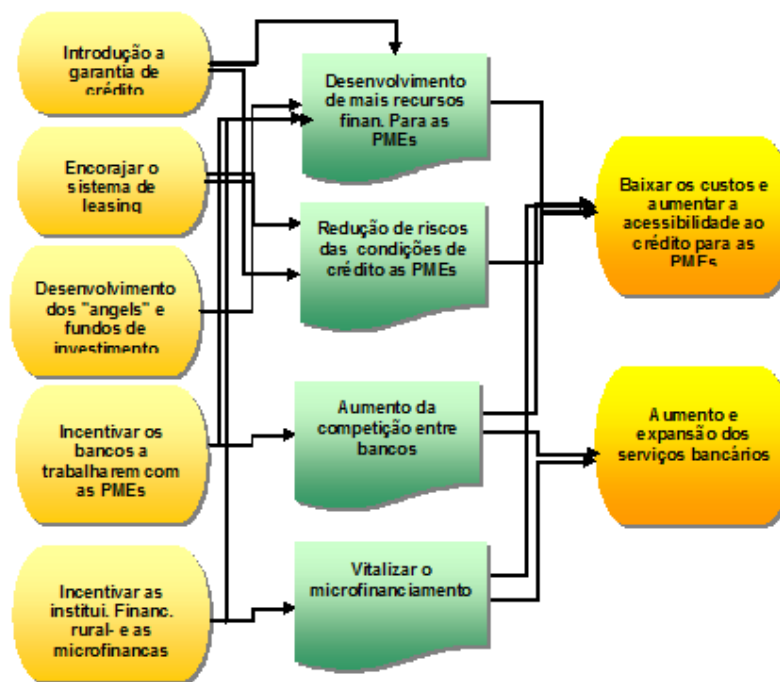 Introdução a
garantia de
crédito
Encorajar o
sistema de
leasing
Desenvolvimento
dos "angels" e
fundos de
investimento
Incentivar os
bancos a
trabalharem com
as PMEs
Incentivar as
institui. Financ.
rural- e as
microfinancas
Desenvolvimento
de mais recursos
finan. Para as
PMEs
Redução de riscos
das condições de
crédito as PMEs
Aumento da
competição entre
bancos
Vitalizar o
microfinanciamento
Baixar os custos e
aumentar a
acessibilidade ao
crédito para as
PMEs
Aumento e
expansão dos
serviços bancários